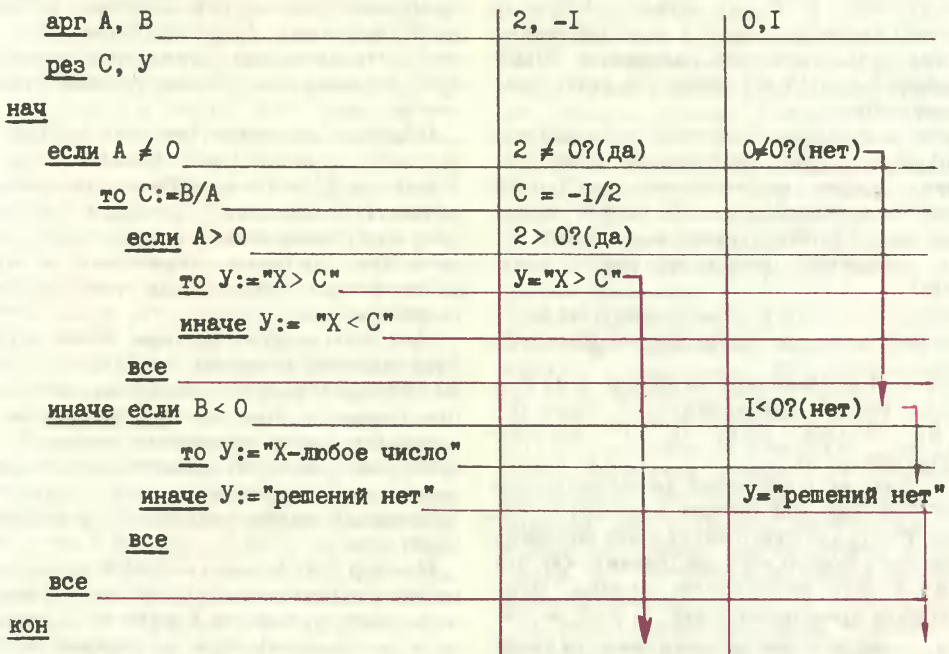 арг А, В 2, -I 0,I
рез С, У
нач
если А ≠ 0 2 ≠ 0?(да) 0≠0?(нет)
то С:=В/А С = -1/2
если А> 0 2> 0?(да)
то У:="Х> С" У="Х> С"
иначе У:= "Х < С"
все
иначе если В< 0 I<0?(нет)
то У:="Х-любое число"
иначе У:="решений нет" У="решений нет"
все
все
кон